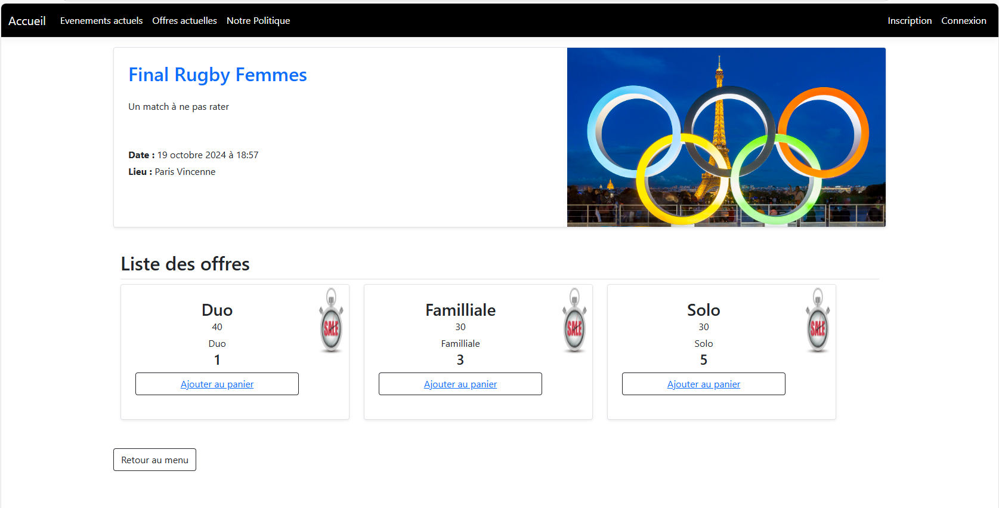 Accueil Evenements actuels Offres actuelles Notre Politique Inscription Connexion
Final Rugby Femmes
Un match à ne pas rater
Date : 19 octobre 2024 à 18:57
Lieu : Paris Vincenne
Liste des offres
Duo
40
Duo
1
Ajouter au panier
SALE
Familliale
30
Familliale
3
Ajouter au panier
SALE
Solo
30
Solo
5
Ajouter au panier
SALE
Retour au menu